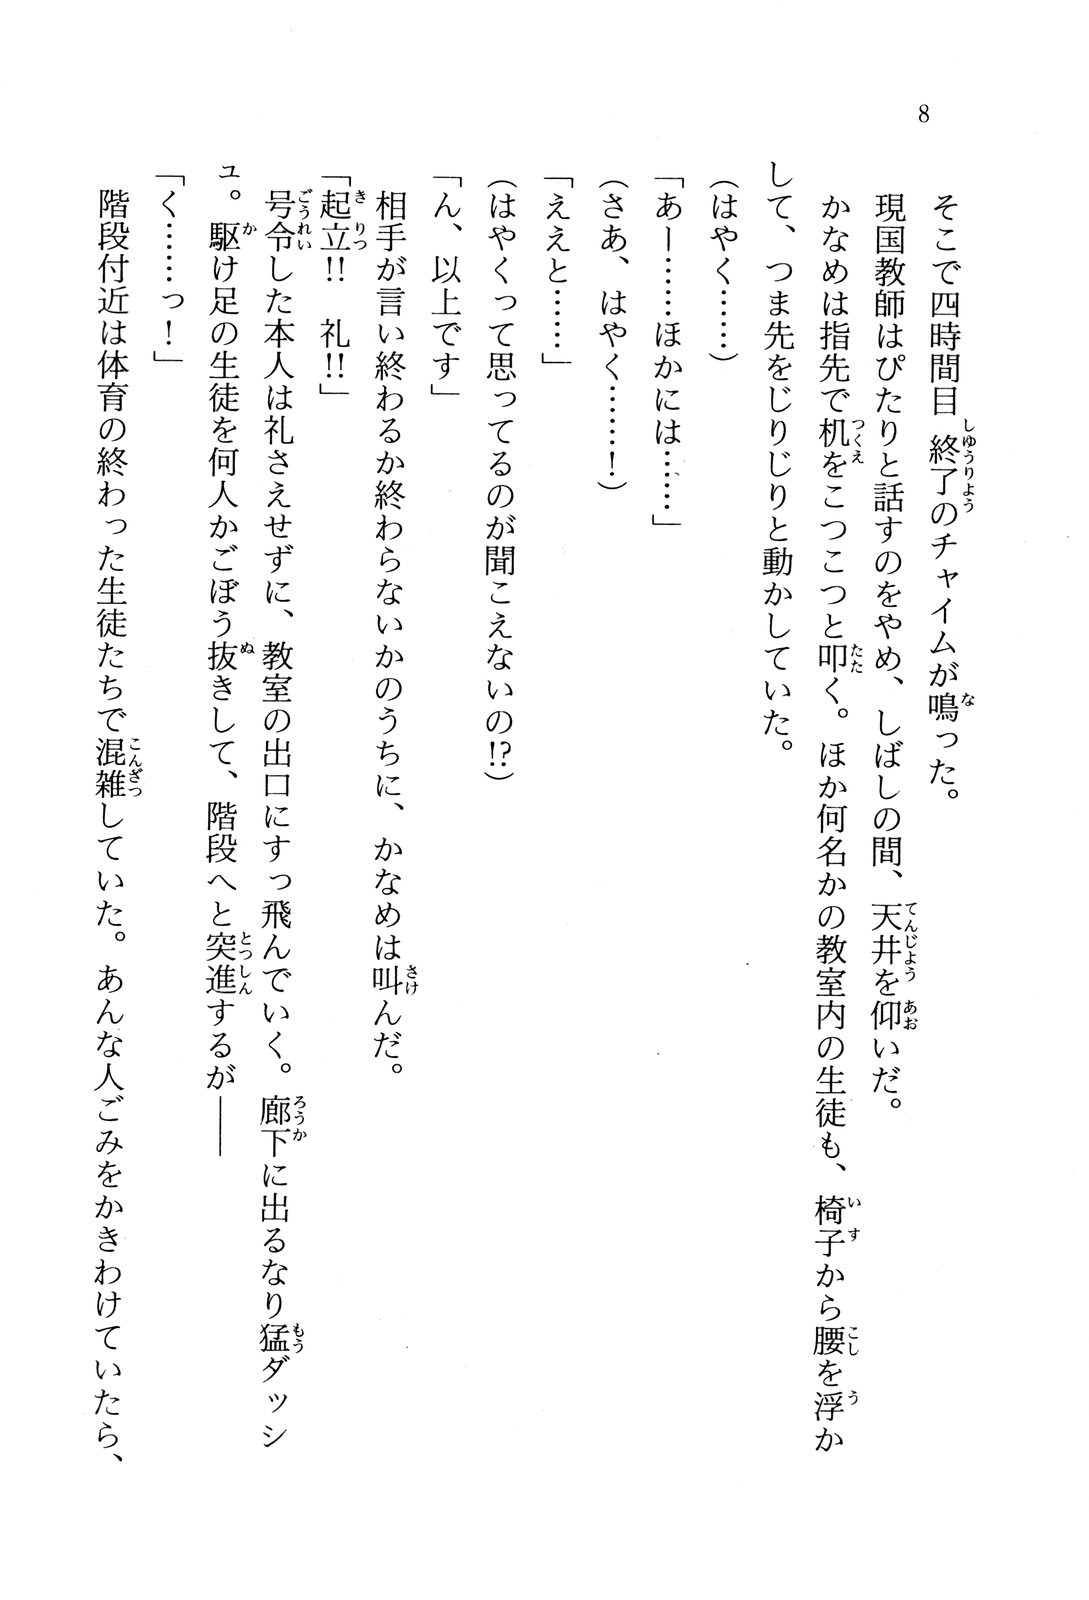 8
そこで四時間目終了のチャイムが鳴った。
現国教師はぴたりと話すのをやめ、しばしの間、天井を仰いだ。
かなめは指先で机をこつこつと叩く。ほか何名かの教室内の生徒も、椅子から腰を浮か
して、つま先をじりじりと動かしていた。
(はやく……)
「あー……ほかには……」
(さあ、はやく……！)
「ええと……」
(はやくって思ってるのが聞こえないの!?)
「ん、以上です」
相手が言い終わるか終わらないかのうちに、かなめは叫んだ。
「起立!!　礼!!」
号令した本人は礼さえせずに、教室の出口にすっ飛んでいく。廊下に出るなり猛ダッシ
ュ。駆け足の生徒を何人かごぼう抜きして、階段へと突進するが――
「く……っ！」
階段付近は体育の終わった生徒たちで混雑していた。あんな人ごみをかきわけていたら、